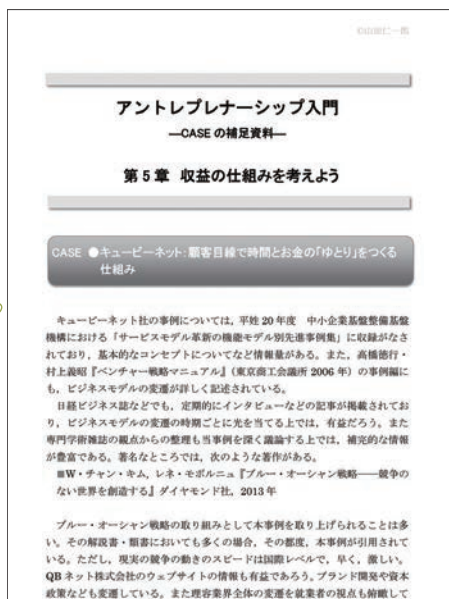 ©山田仁一郎
アントレプレナーシップ入門
―CASE の補足資料―
第 5 章 収益の仕組みを考えよう
CASE ●キュービーネット：顧客目線で時間とお金の「ゆとり」をつくる
仕組み
キュービーネット社の事例については，平姓 20 年度 中小企業基盤整備基盤
機構における「サービスモデル革新の機能モデル別先進事例集」に収録がなさ
れており，基本的なコンセプトについてなど情報量がある．また，高橋徳行・
村上義昭『ベンチャー戦略マニュアル』（東京商工会議所 2006 年）の事例編に
も，ビジネスモデルの変遷が詳しく記述されている。
日経ビジネス誌などでも，定期的にインタビューなどの記事が掲載されてお
り，ビジネスモデルの変遷の時期ごとに光を当てる上では，有益だろう。また
専門学術雑誌の観点からの整理も当事例を深く議論する上では，補完的な情報
が豊富である。著名なところでは，次のような著作がある。
■W・チャン・キム，レネ・モボルニュ『ブルー・オーシャン戦略――競争の
ない世界を創造する』ダイヤモンド社，2013 年
ブルー・オーシャン戦略の取り組みとして本事例を取り上げられることは多
い。その解説書・類書においても多くの場合，その都度，本事例が引用されて
いる。ただし，現実の競争の動きのスピードは国際レベルで，早く，激しい。
QB ネット株式会社のウェブサイトの情報も有益であろう。ブランド開発や資本
政策なども変遷している。また理容業界全体の変遷を就業者の視点も俯瞰して